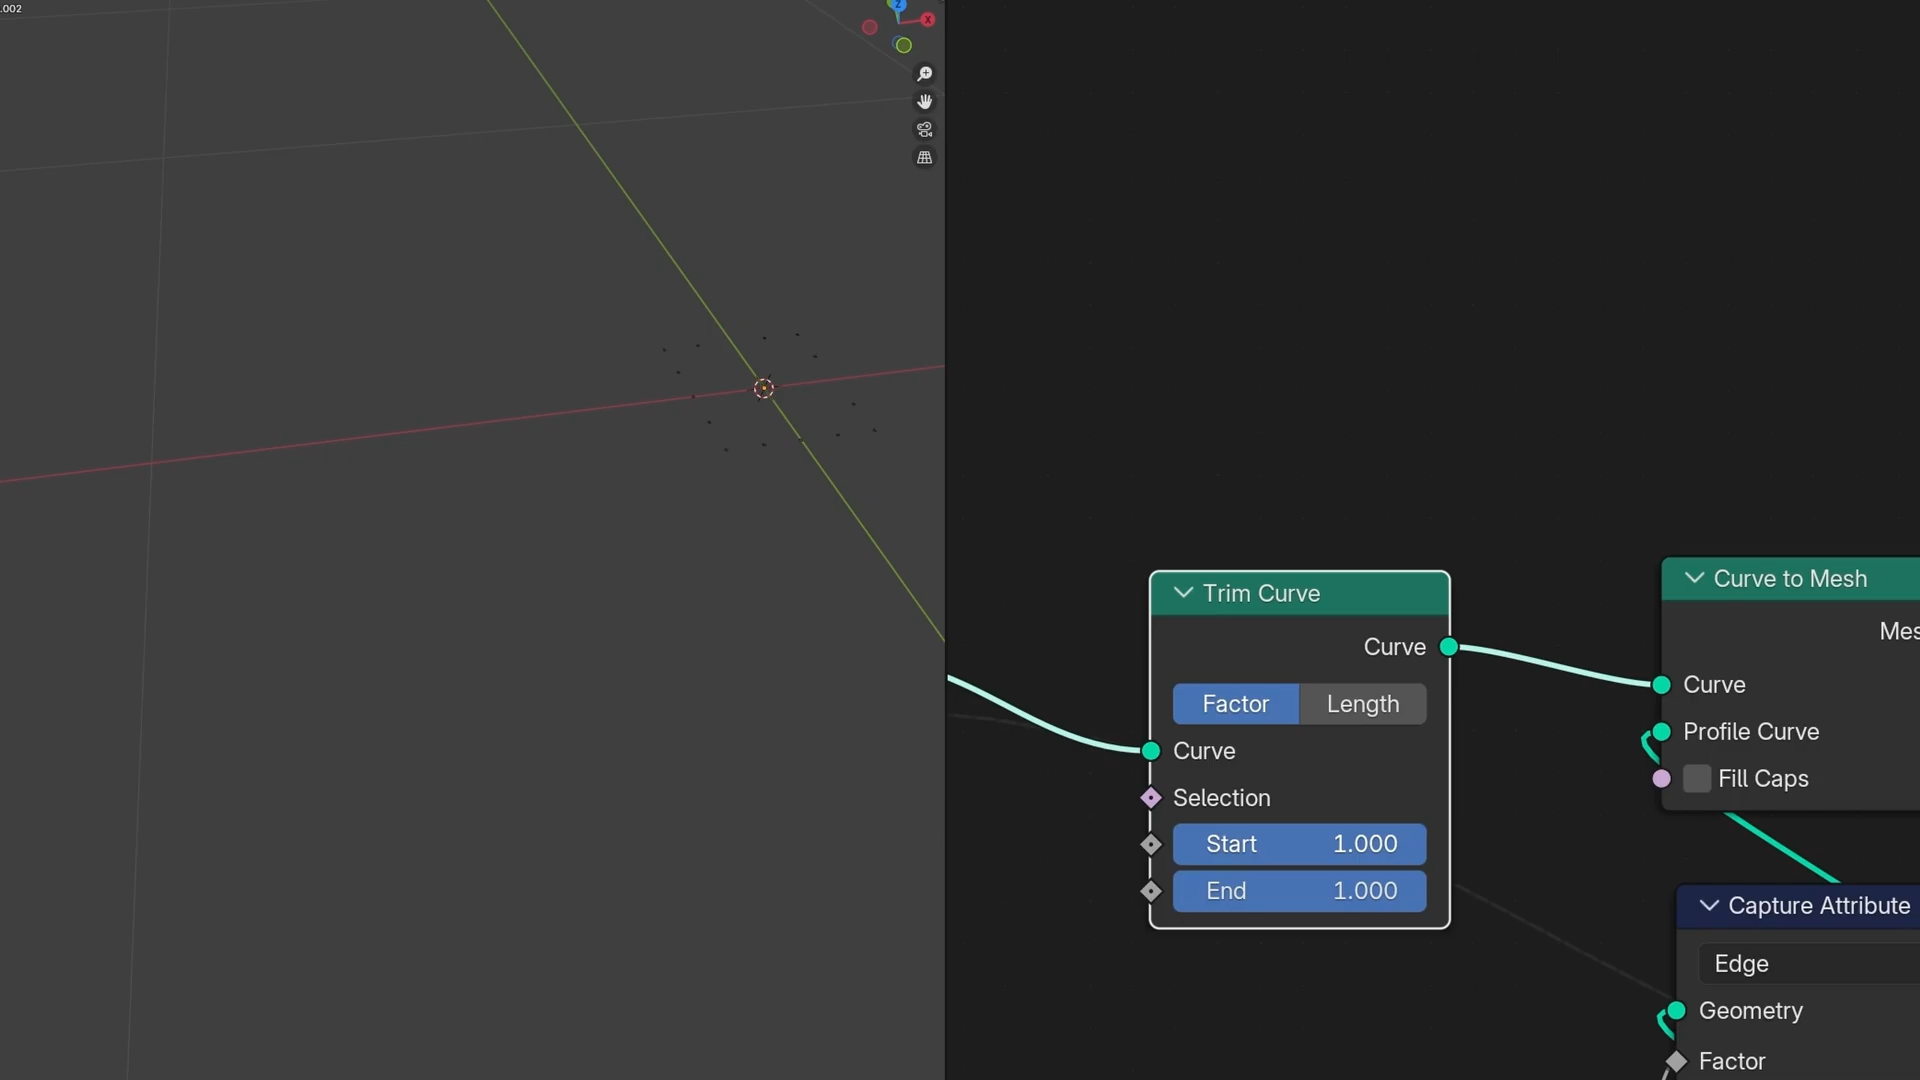 .002
Z
X
Trim Curve
Curve
Factor Length
Curve
Selection
Start 1.000
End 1.000
Curve to Mesh
Mes
Curve
Profile Curve
Fill Caps
Capture Attribute
Edge
Geometry
Factor